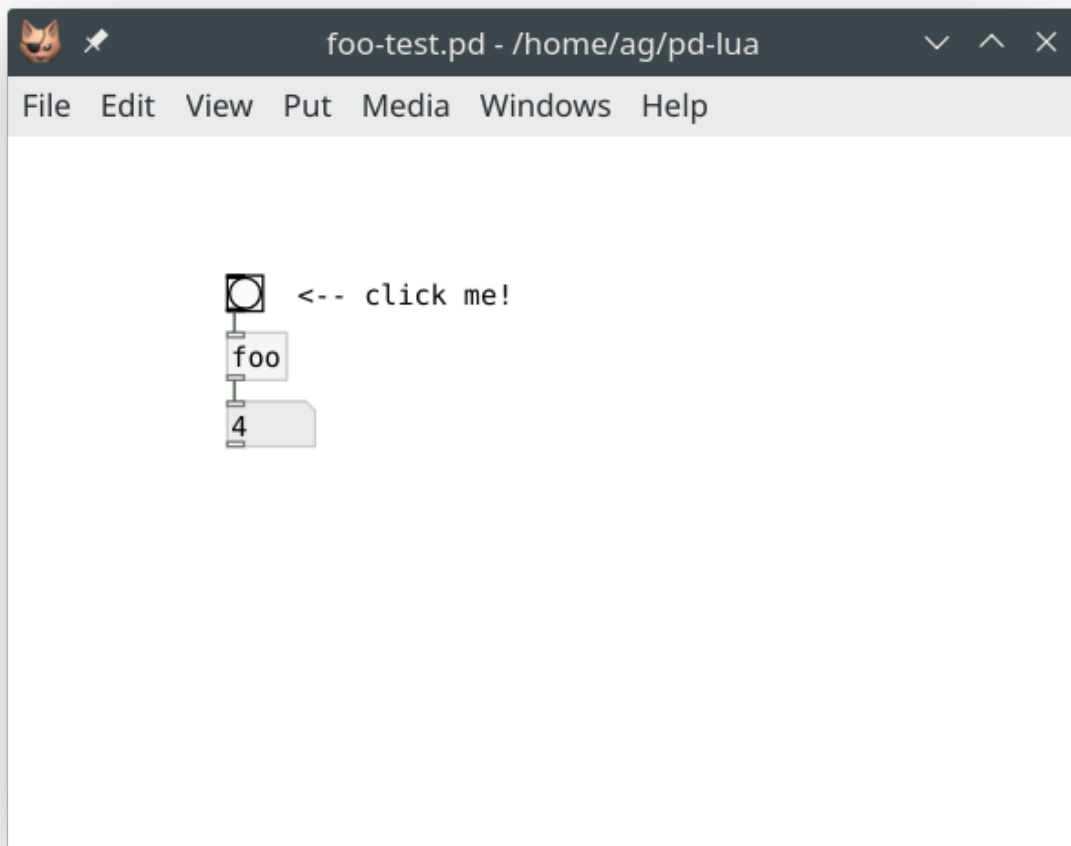 foo-test.pd - /home/ag/pd-lua
File Edit View Put Media Windows Help
<-- click me!
foo
4